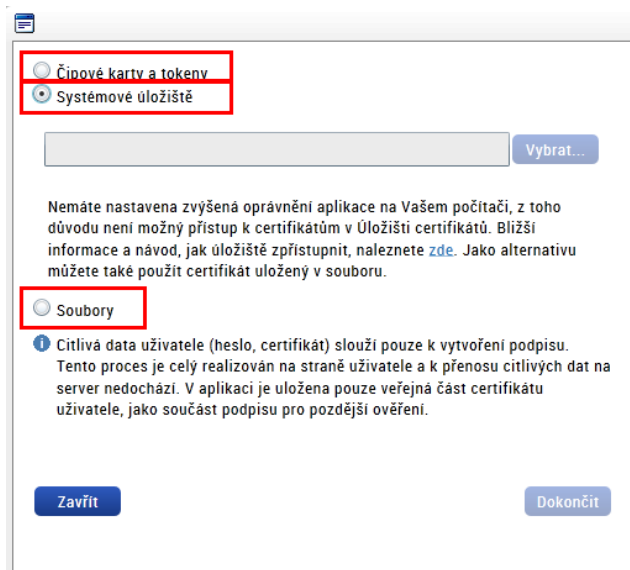 Čipové karty a tokeny
Systémové úložiště
Vybrat...
Nemáte nastavena zvýšená oprávnění aplikace na Vašem počítači, z toho
důvodu není možný přístup k certifikátům v Úložišti certifikátů. Bližší
informace a návod, jak úložiště zpřístupnit, naleznete zde. Jako alternativu
můžete také použít certifikát uložený v souboru.
Soubory
Citlivá data uživatele (heslo, certifikát) slouží pouze k vytvoření podpisu.
Tento proces je celý realizován na straně uživatele a k přenosu citlivých dat na
server nedochází. V aplikaci je uložena pouze veřejná část certifikátu
uživatele, jako součást podpisu pro pozdější ověření.
Zavřít
Dokončit